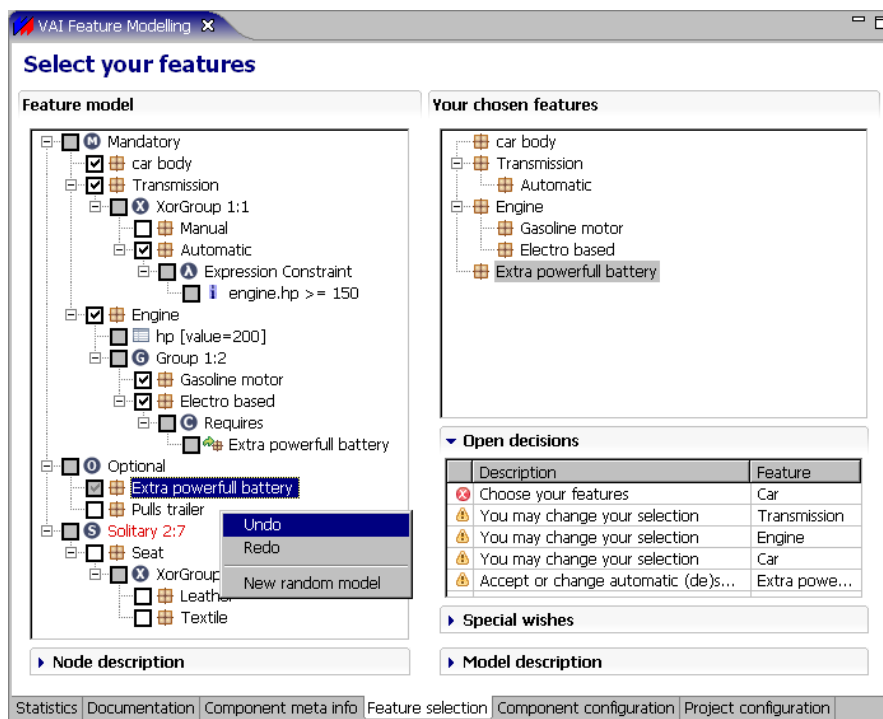 VAI Feature Modelling
Select your features
Feature model
M Mandatory
car body
Transmission
X XorGroup 1:1
Manual
Automatic
Λ Expression Constraint
i engine.hp >= 150
Engine
hp [value=200]
G Group 1:2
Gasoline motor
Electro based
C Requires
Extra powerfull battery
O Optional
Extra powerfull battery
Pulls trailer
S Solitary 2:7
Seat
X XorGroup
Leather
Textile
Undo
Redo
New random model
Node description
Your chosen features
car body
Transmission
Automatic
Engine
Gasoline motor
Electro based
Extra powerfull battery
Open decisions
Description Feature
Choose your features Car
You may change your selection Transmission
You may change your selection Engine
You may change your selection Car
Accept or change automatic (de)s... Extra powe...
Special wishes
Model description
Statistics Documentation Component meta info Feature selection Component configuration Project configuration